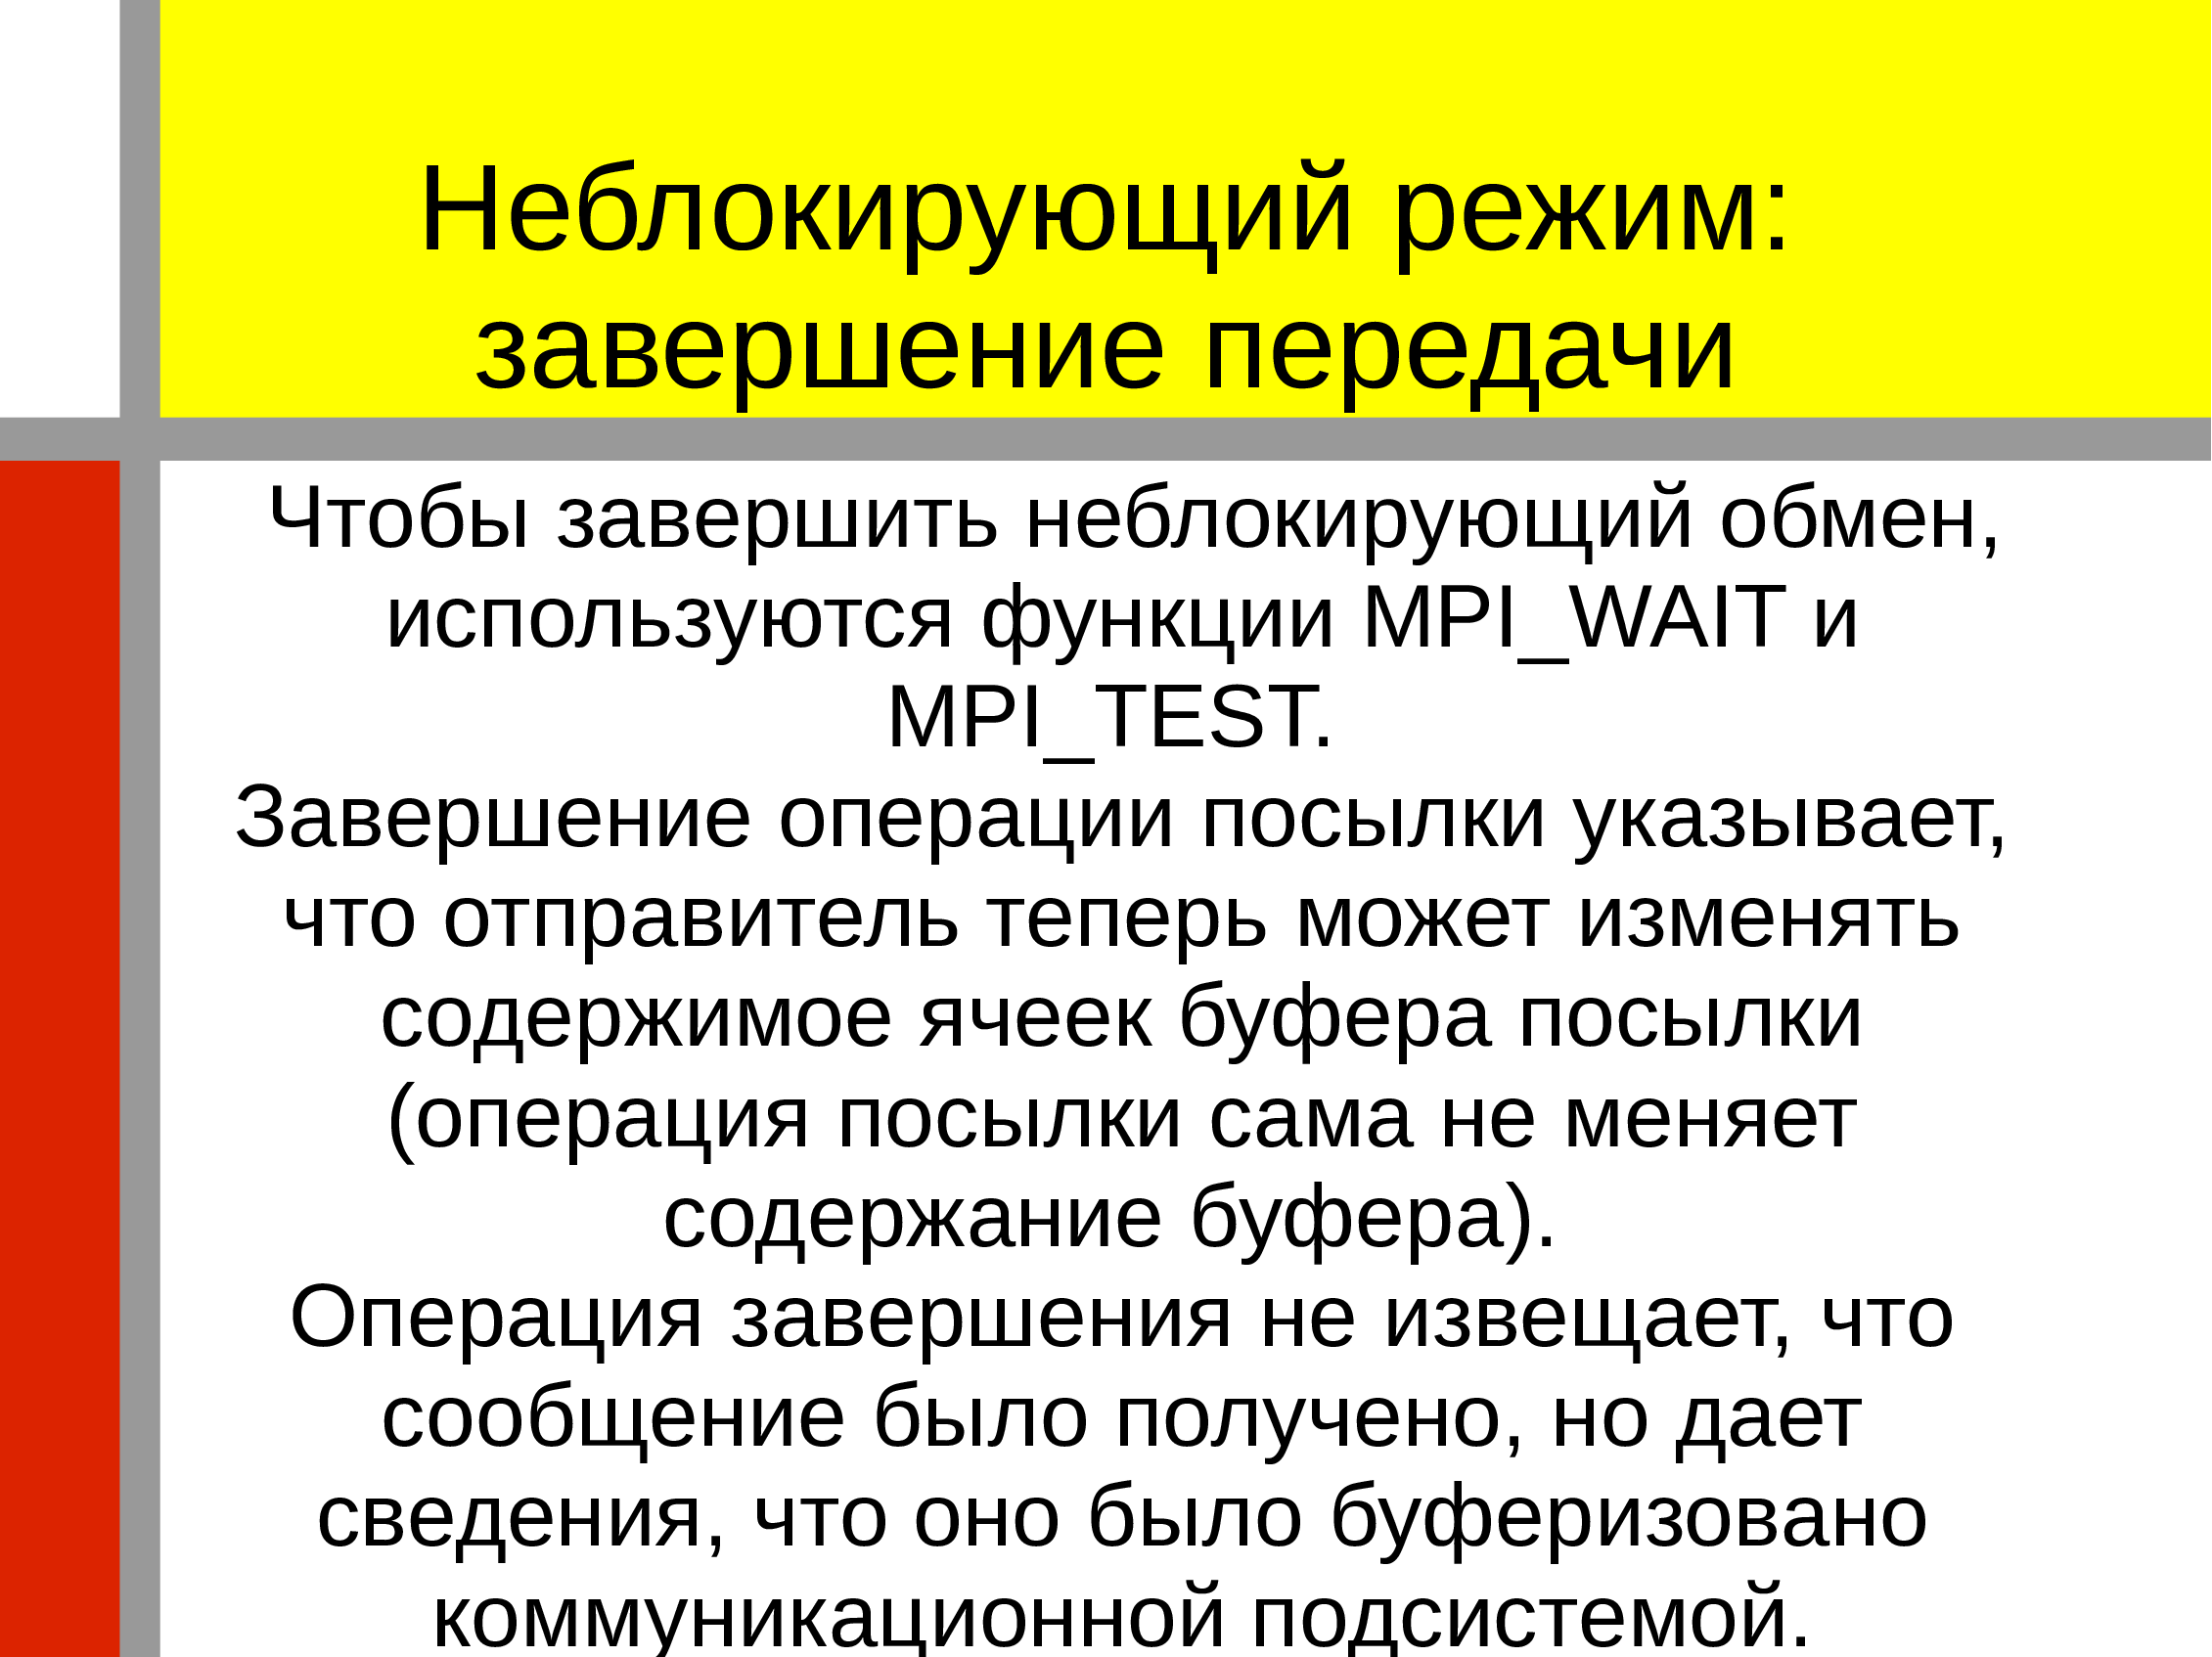 Неблокирующий режим:
завершение передачи
Чтобы завершить неблокирующий обмен,
используются функции MPI_WAIT и
MPI_TEST.
Завершение операции посылки указывает,
что отправитель теперь может изменять
содержимое ячеек буфера посылки
(операция посылки сама не меняет
содержание буфера).
Операция завершения не извещает, что
сообщение было получено, но дает
сведения, что оно было буферизовано
коммуникационной подсистемой.